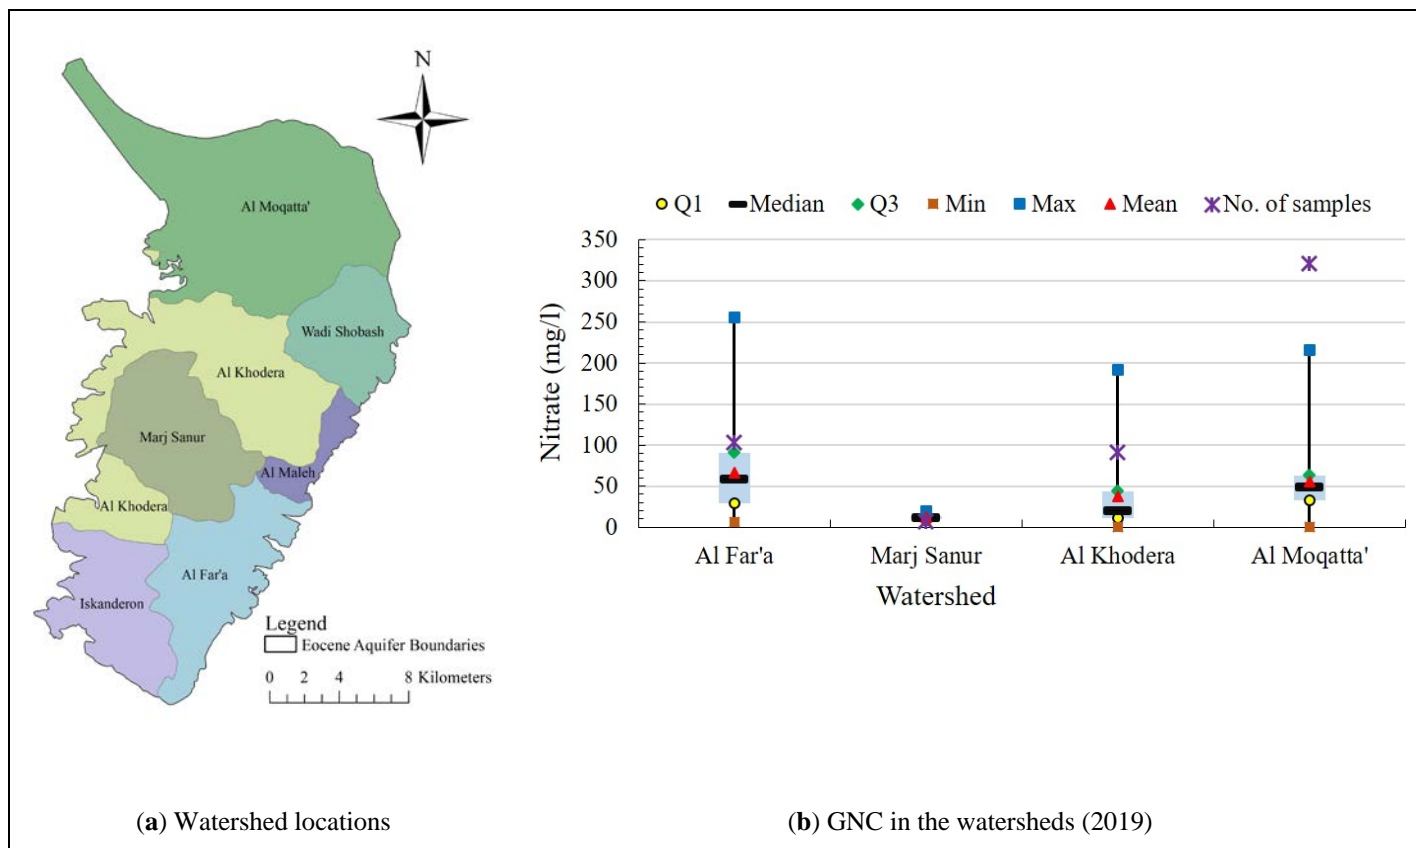 N
Al Moqatta'
Wadi Shobash
Al Khodera
Marj Sanur
Al Maleh
Al Khodera
Al Far'a
Iskanderon
Legend
Eocene Aquifer Boundaries
0 2 4 8 Kilometers
Q1 Median Q3 Min Max Mean No. of samples
350
300
250
200
150
100
50
0
Nitrate (mg/l)
Al Far'a Marj Sanur Al Khodera Al Moqatta'
Watershed
(a) Watershed locations
(b) GNC in the watersheds (2019)